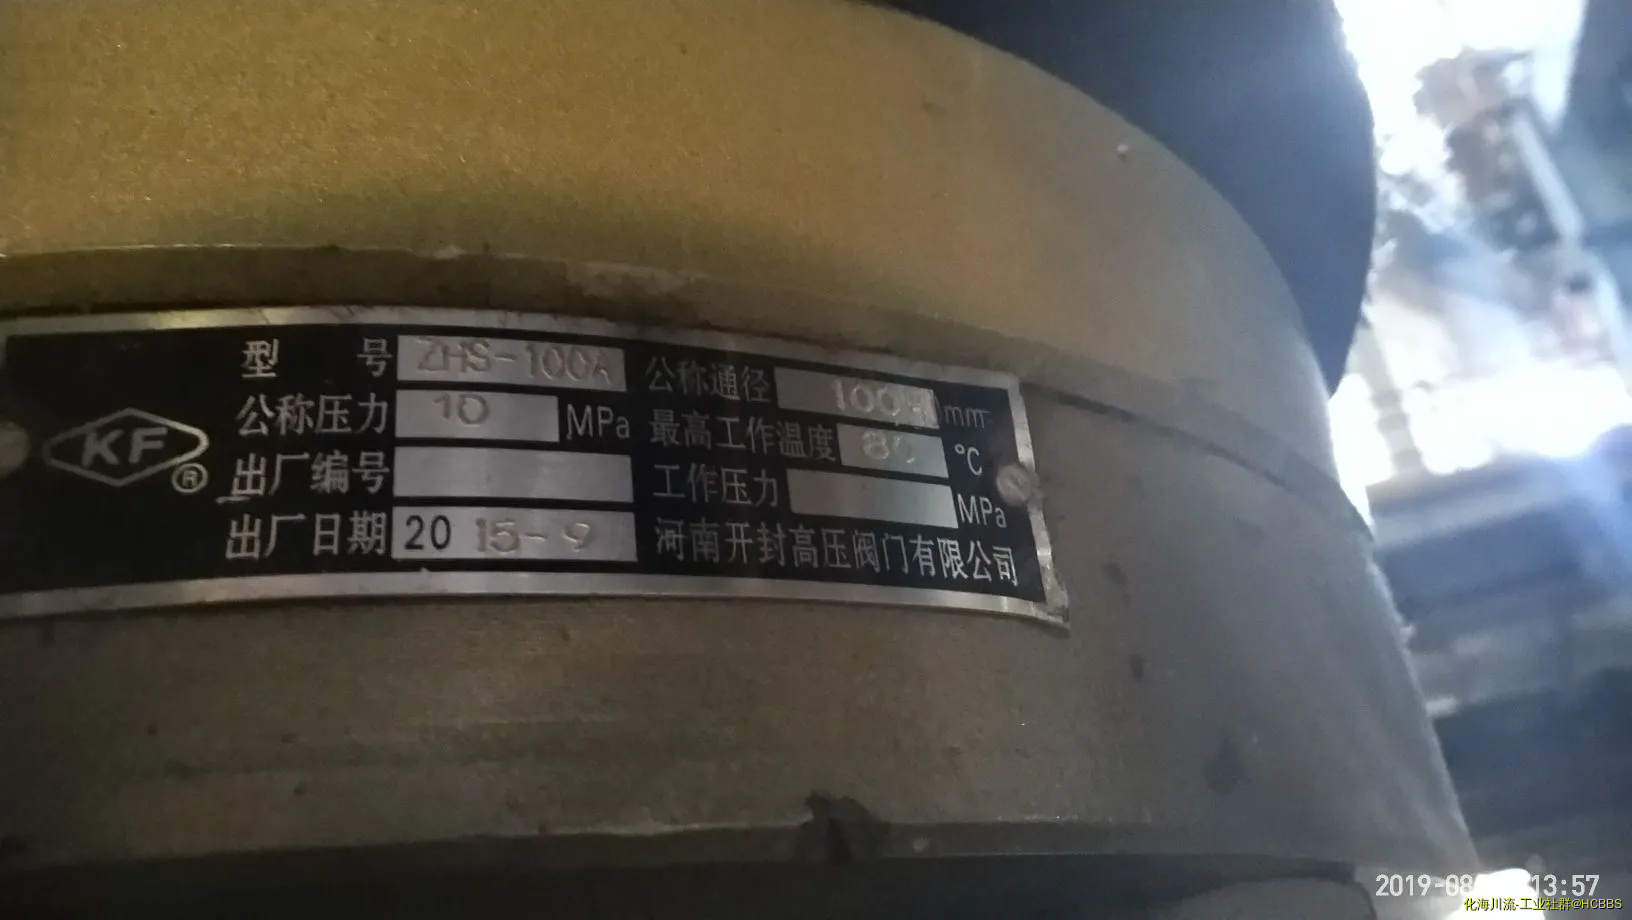 KF®
型号 ZHS-100A 公称通径 100 mm
公称压力 10 MPa 最高工作温度 80 ℃
出厂编号 工作压力 MPa
出厂日期 2015-9 河南开封高压阀门有限公司
2019-08 13:57
化海川流-工业社群@HCBBS